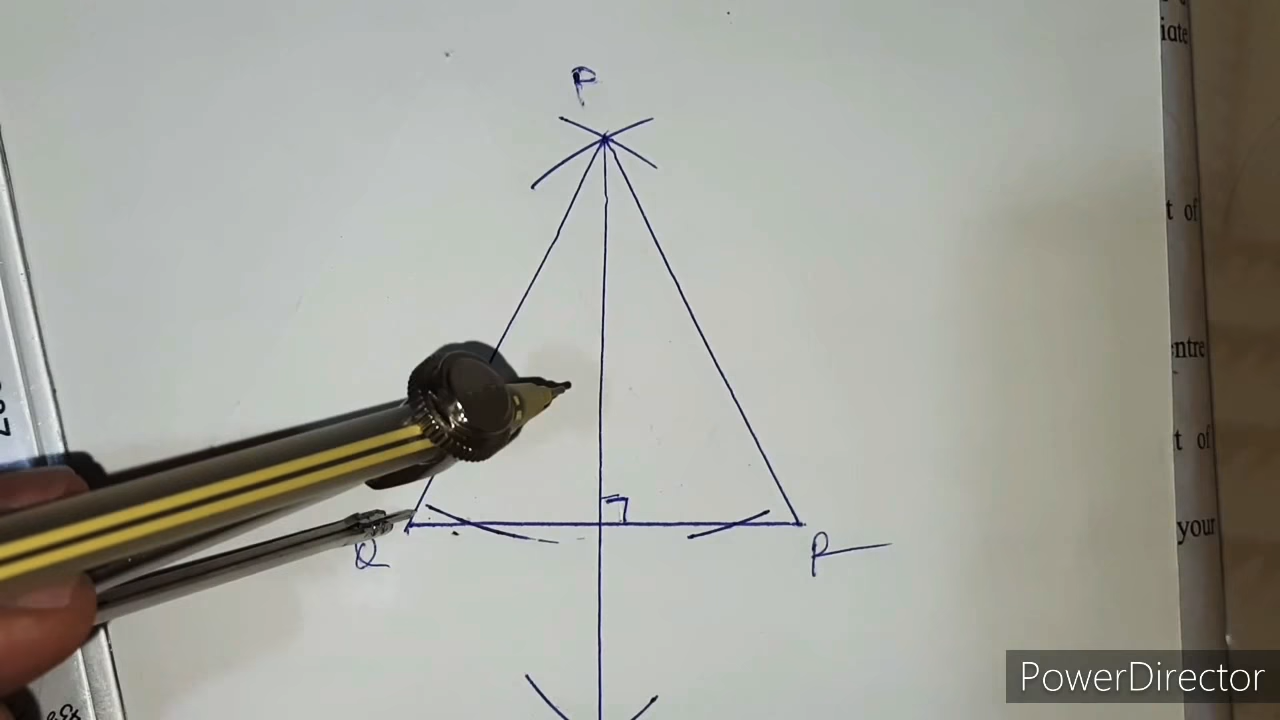 P
iate
t of
entre
t of
Q
R
your
PowerDirector